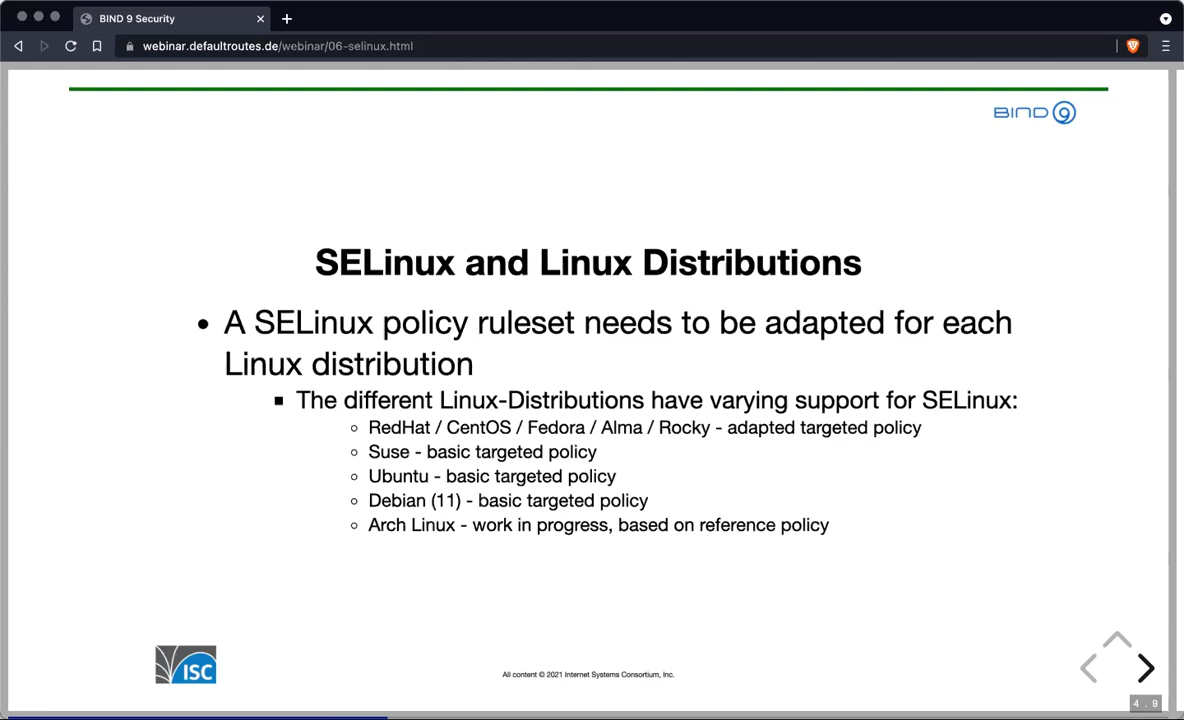 BIND 9 Security
webinar.defaultroutes.de/webinar/06-selinux.html
BIND 9
SELinux and Linux Distributions
• A SELinux policy ruleset needs to be adapted for each
Linux distribution
▪ The different Linux-Distributions have varying support for SELinux:
◦ RedHat / CentOS / Fedora / Alma / Rocky - adapted targeted policy
◦ Suse - basic targeted policy
◦ Ubuntu - basic targeted policy
◦ Debian (11) - basic targeted policy
◦ Arch Linux - work in progress, based on reference policy
ISC
All content © 2021 Internet Systems Consortium, Inc.
4 . 9